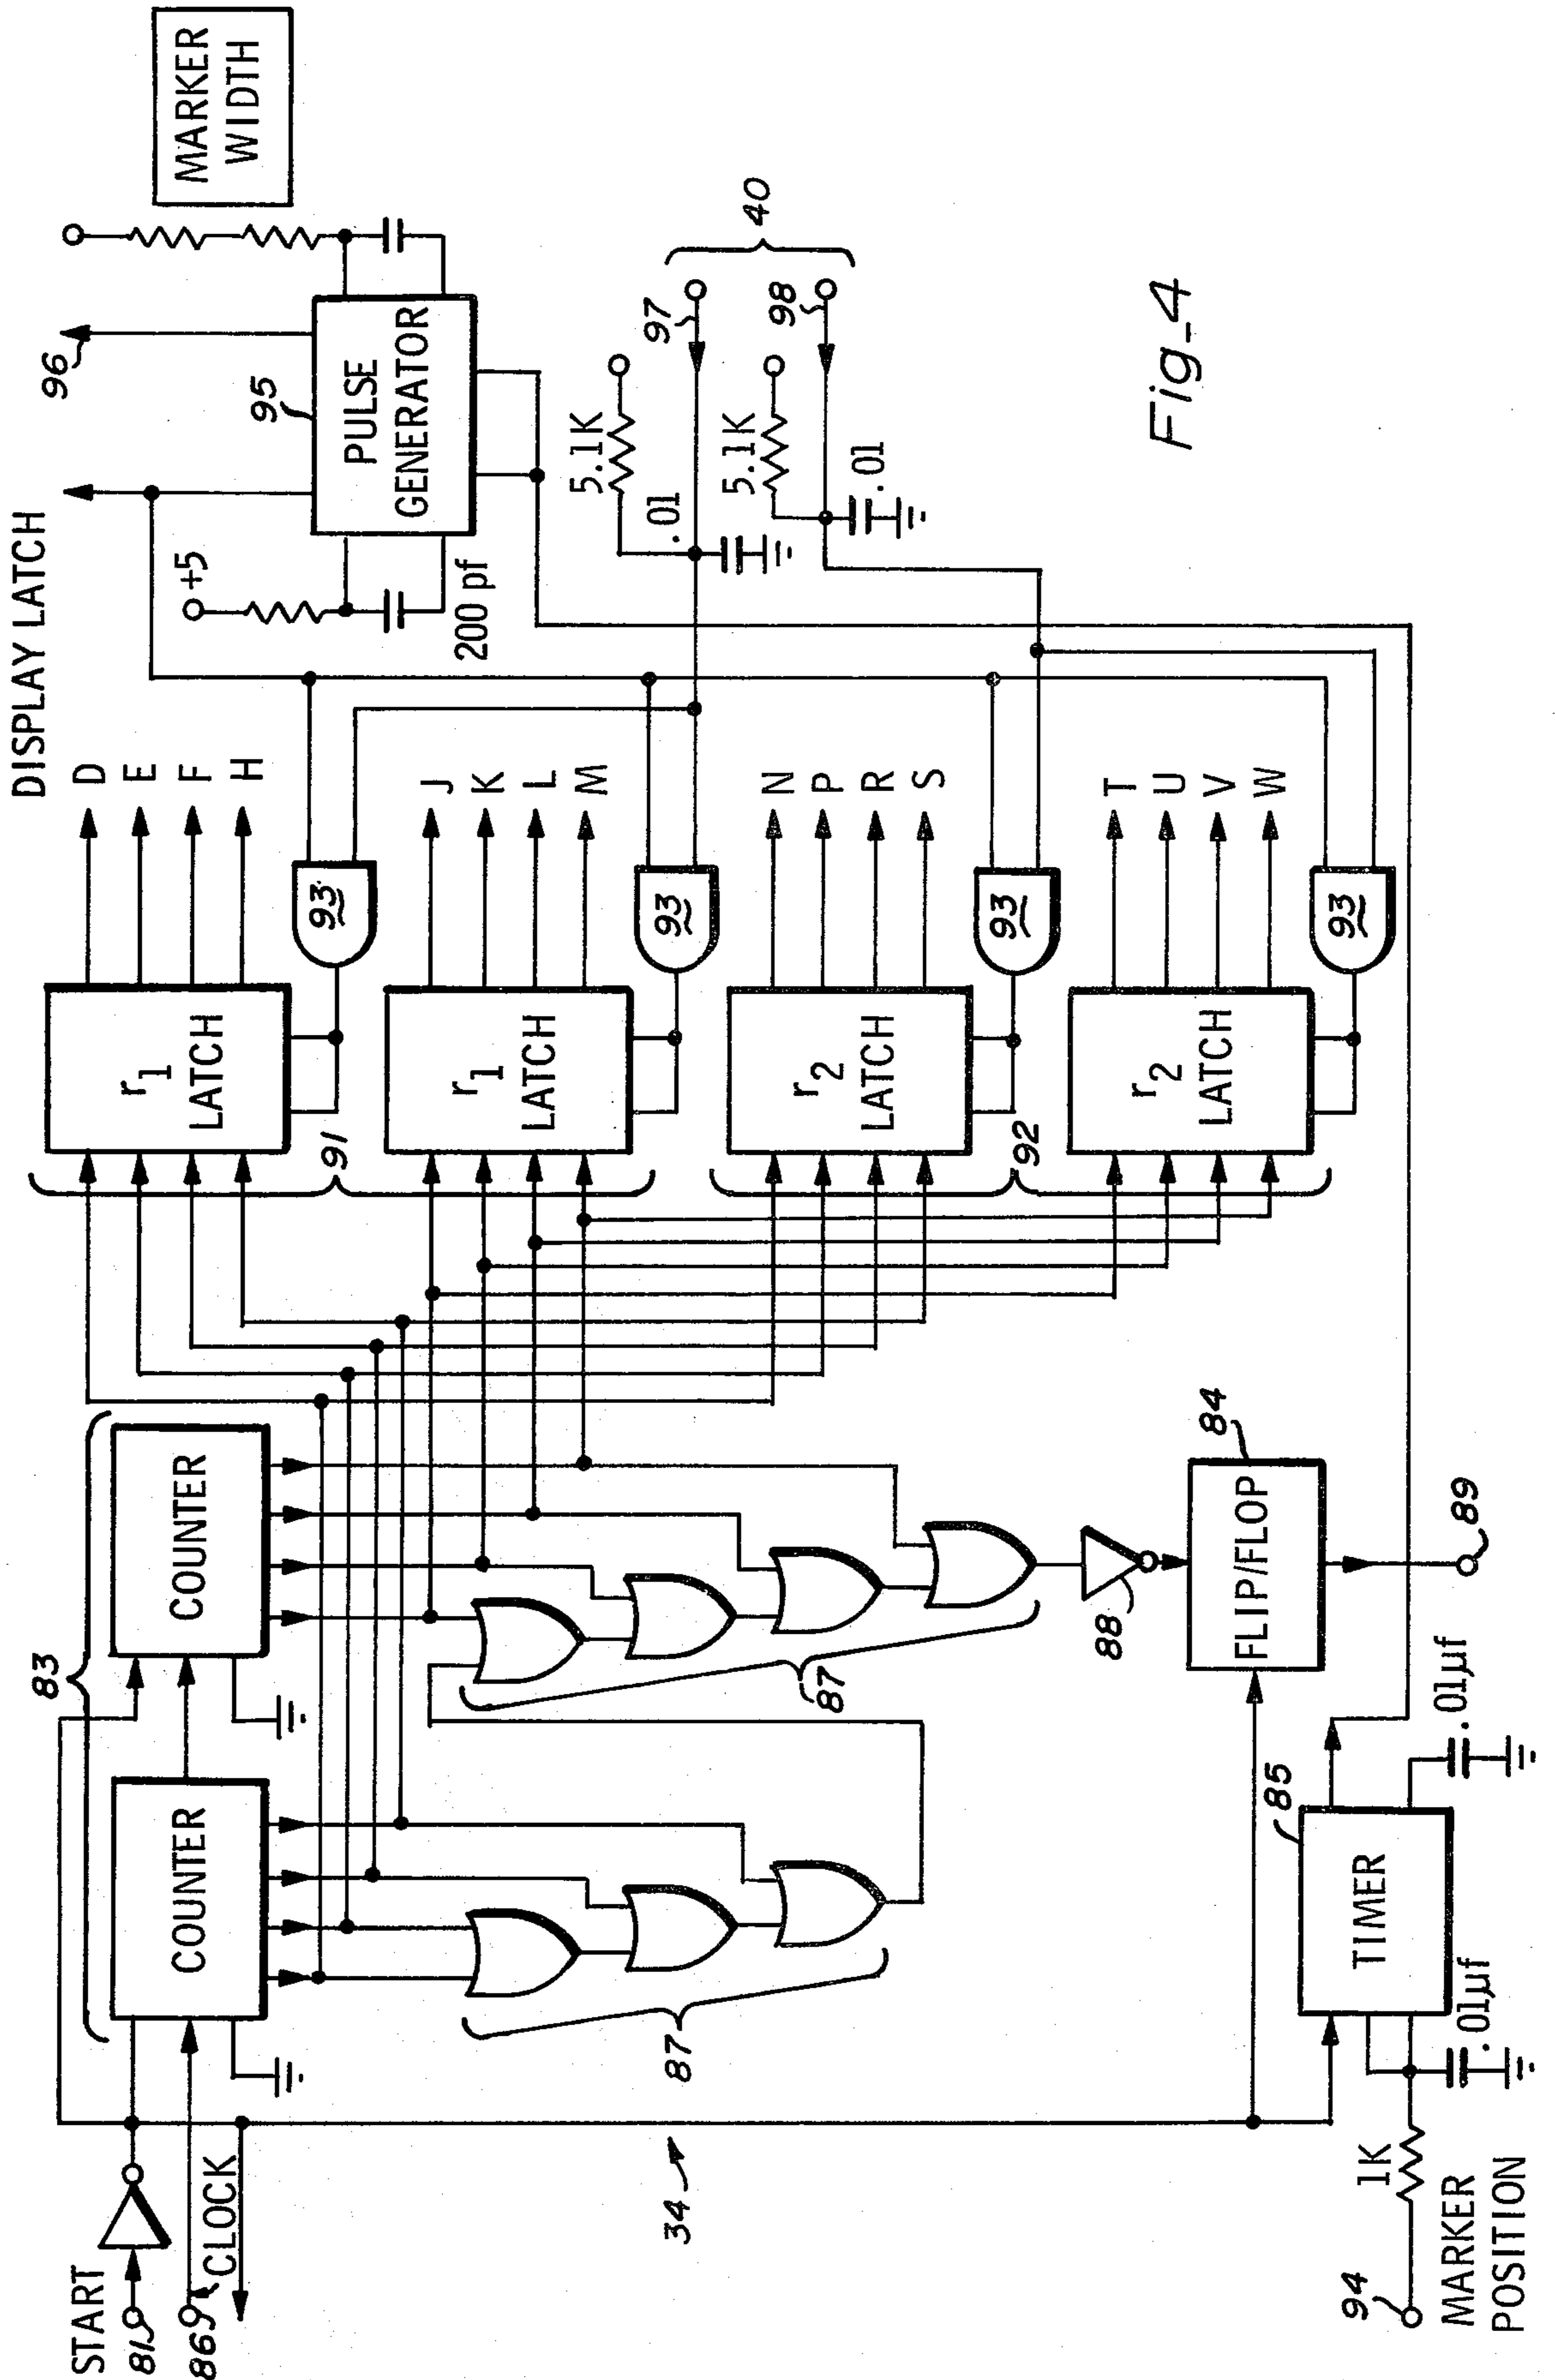 START
81
86
CLOCK
83
COUNTER
COUNTER
87
87
88
34
94
MARKER
POSITION
1K
.01µf
TIMER
85
.01µf
FLIP/FLOP
84
89
91
92
r1
LATCH
r1
LATCH
r2
LATCH
r2
LATCH
93
93
93
93
D
E
F
H
J
K
L
M
N
P
R
S
T
U
V
W
DISPLAY LATCH
+5
200 pf
95
PULSE
GENERATOR
96
MARKER
WIDTH
5.1K
.01
97
5.1K
.01
98
40
Fig_4